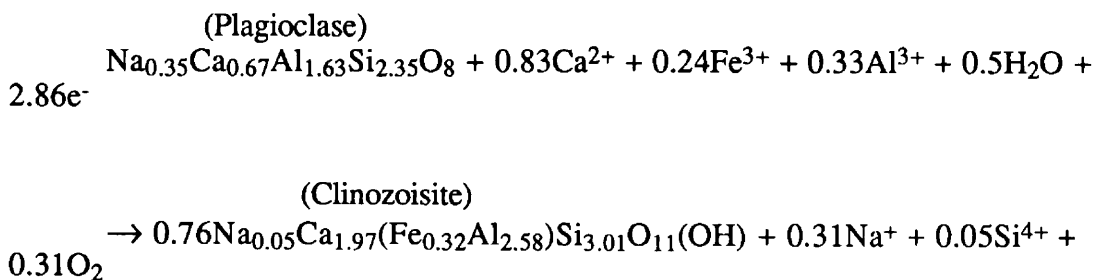 (Plagioclase)
Na₀.₃₅Ca₀.₆₇Al₁.₆₃Si₂.₃₅O₈ + 0.83Ca²⁺ + 0.24Fe³⁺ + 0.33Al³⁺ + 0.5H₂O +
2.86e⁻
(Clinozoisite)
→ 0.76Na₀.₀₅Ca₁.₉₇(Fe₀.₃₂Al₂.₅₈)Si₃.₀₁O₁₁(OH) + 0.31Na⁺ + 0.05Si⁴⁺ +
0.31O₂